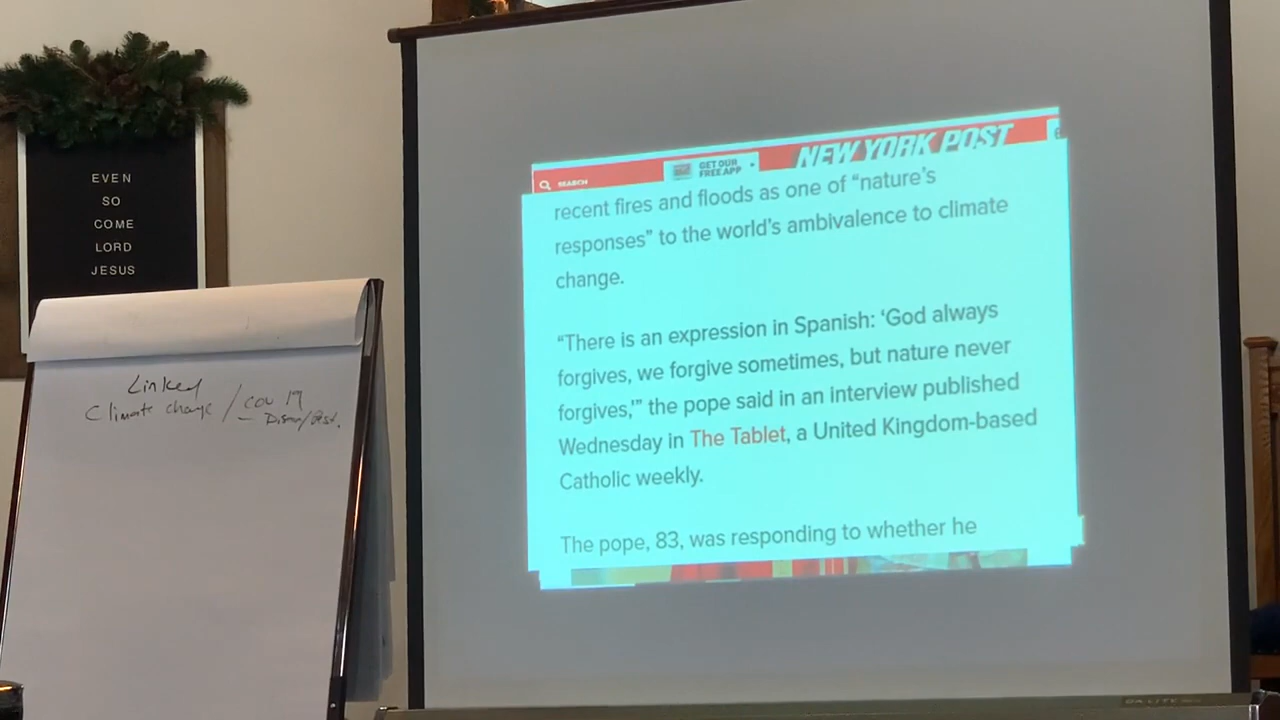 EVEN
SO
COME
LORD
JESUS
Linked
Climate change / COV 19
SEARCH
GET OUR
FREE APP
NEW YORK POST
recent fires and floods as one of “nature’s
responses” to the world’s ambivalence to climate
change.
“There is an expression in Spanish: ‘God always
forgives, we forgive sometimes, but nature never
forgives,’” the pope said in an interview published
Wednesday in The Tablet, a United Kingdom-based
Catholic weekly.
The pope, 83, was responding to whether he
DA-LITE